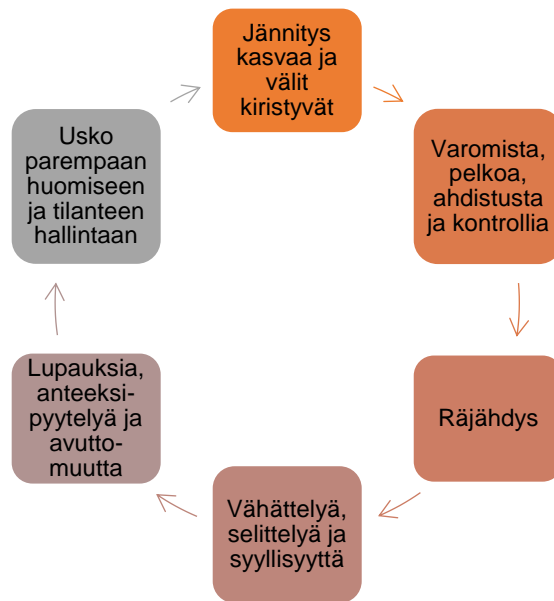 Jännitys
kasvaa ja
välit
kiristyvät
Varomista,
pelkoa,
ahdistusta
ja kontrollia
Räjähdys
Vähättelyä,
selittelyä ja
syyllisyyttä
Lupauksia,
anteeksi-
pyytelyä ja
avutto-
muutta
Usko
parempaan
huomiseen
ja tilanteen
hallintaan